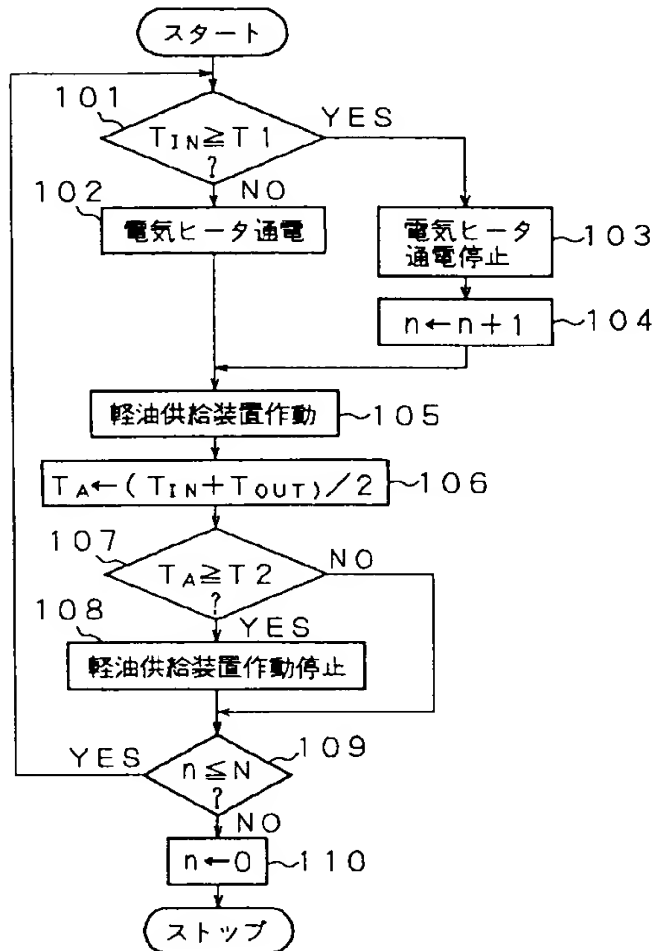 スタート
101
TIN≧T1
?
YES
NO
102
電気ヒータ通電
電気ヒータ
通電停止
103
n←n+1
104
軽油供給装置作動
105
TA←(TIN+TOUT)/2
106
107
TA≧T2
?
NO
YES
108
軽油供給装置作動停止
YES
n≦N
?
109
NO
n←0
110
ストップ